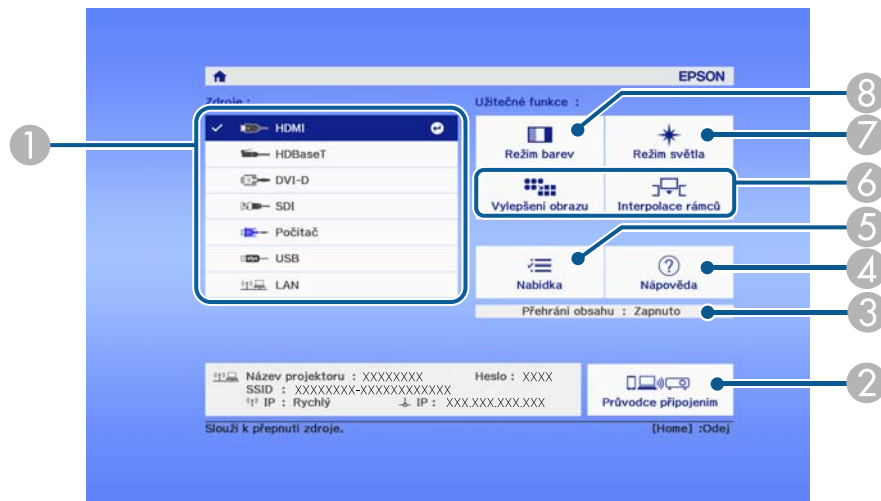 EPSON
Zdroje :
Užitečné funkce :
HDMI
HDBaseT
DVI-D
SDI
Počítač
USB
LAN
Režim barev
Režim světla
Vylepšení obrazu
Interpolace rámců
Nabídka
Nápověda
Přehrání obsahu : Zapnuto
Název projektoru : XXXXXXXX
Heslo : XXXX
SSID : XXXXXXXX-XXXXXXXXXXXX
IP : Rychlý
IP : XXX.XXX.XXX.XXX
Průvodce připojením
Slouží k přepnutí zdroje.
[Home] :Odej
1
8
7
6
5
4
3
2